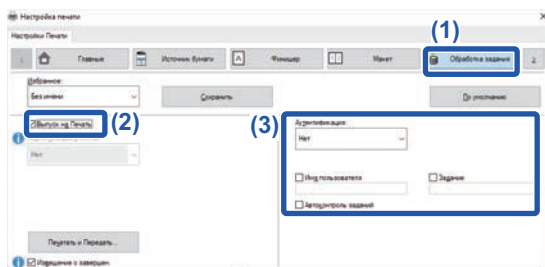 Настройка печати
Настройки Печати
(1)
Главные Источник бумаги Финишер Макет Обработка задания
Избранное:
Без имени Сохранить По умолчанию
Выпуск на Печать (2) (3) Аутентификация:
Нет
Нет
Имя пользователя Задание
Автоконтроль заданий
Печатать и Передать...
Извещение о завершен.